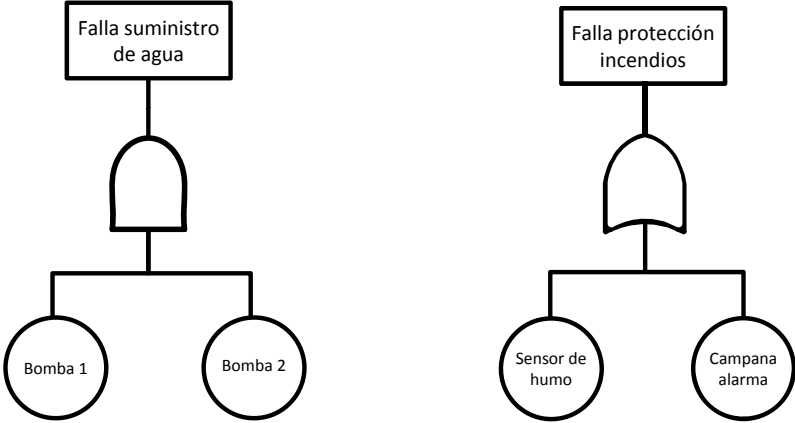 Falla suministro
de agua
Bomba 1
Bomba 2
Falla protección
incendios
Sensor de
humo
Campana
alarma